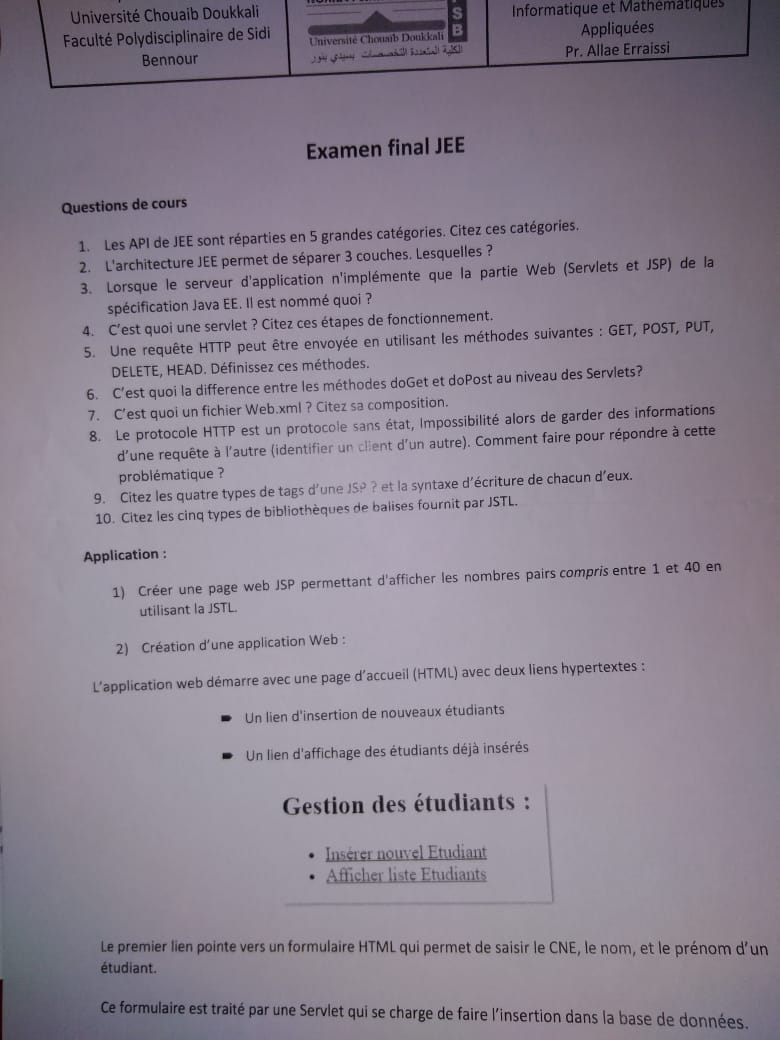 Université Chouaib Doukkali
Faculté Polydisciplinaire de Sidi
Bennour
Université Chouaib Doukkali
الكلية المتعددة التخصصات بسيدي بنور
S
B
Informatique et Mathématiques
Appliquées
Pr. Allae Erraissi
Examen final JEE
Questions de cours
1. Les API de JEE sont réparties en 5 grandes catégories. Citez ces catégories.
2. L'architecture JEE permet de séparer 3 couches. Lesquelles ?
3. Lorsque le serveur d'application n'implémente que la partie Web (Servlets et JSP) de la
spécification Java EE. Il est nommé quoi ?
4. C'est quoi une servlet ? Citez ces étapes de fonctionnement.
5. Une requête HTTP peut être envoyée en utilisant les méthodes suivantes : GET, POST, PUT,
DELETE, HEAD. Définissez ces méthodes.
6. C'est quoi la difference entre les méthodes doGet et doPost au niveau des Servlets?
7. C'est quoi un fichier Web.xml ? Citez sa composition.
8. Le protocole HTTP est un protocole sans état, Impossibilité alors de garder des informations
d'une requête à l'autre (identifier un client d'un autre). Comment faire pour répondre à cette
problématique ?
9. Citez les quatre types de tags d'une JSP ? et la syntaxe d'écriture de chacun d'eux.
10. Citez les cinq types de bibliothèques de balises fournit par JSTL.
Application :
1) Créer une page web JSP permettant d'afficher les nombres pairs compris entre 1 et 40 en
utilisant la JSTL.
2) Création d'une application Web :
L'application web démarre avec une page d'accueil (HTML) avec deux liens hypertextes :
Un lien d'insertion de nouveaux étudiants
Un lien d'affichage des étudiants déjà insérés
Gestion des étudiants :
• Insérer nouvel Etudiant
• Afficher liste Etudiants
Le premier lien pointe vers un formulaire HTML qui permet de saisir le CNE, le nom, et le prénom d'un
étudiant.
Ce formulaire est traité par une Servlet qui se charge de faire l'insertion dans la base de données.